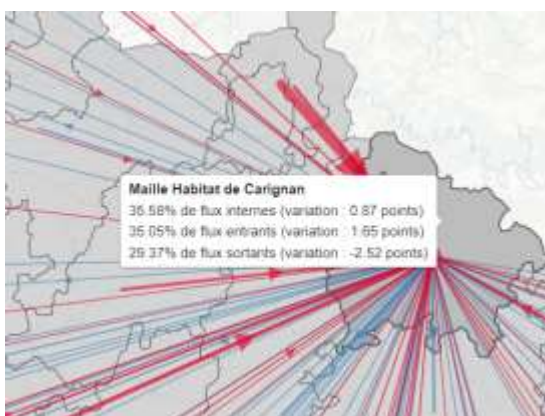 Maille Habitat de Carignan
35.58% de flux internes (variation : 0.87 points)
35.05% de flux entrants (variation : 1.65 points)
29.37% de flux sortants (variation : -2.52 points)